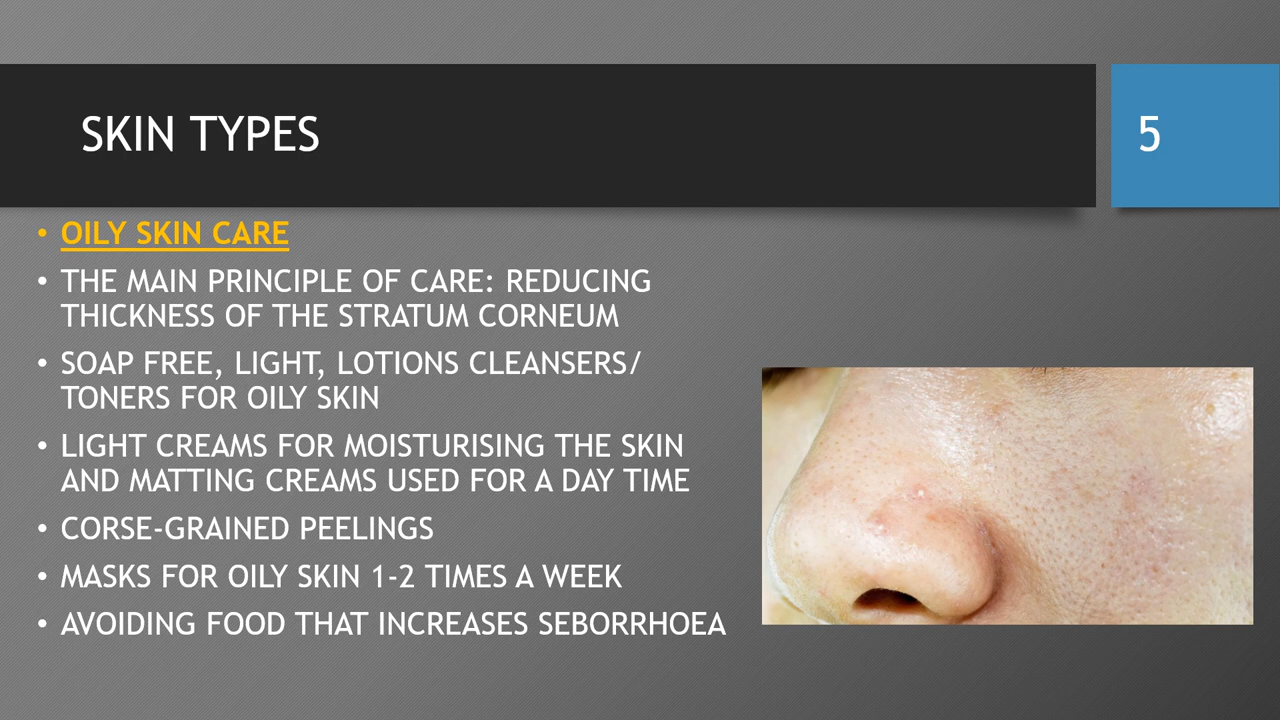 SKIN TYPES
5
• OILY SKIN CARE
• THE MAIN PRINCIPLE OF CARE: REDUCING
THICKNESS OF THE STRATUM CORNEUM
• SOAP FREE, LIGHT, LOTIONS CLEANSERS/
TONERS FOR OILY SKIN
• LIGHT CREAMS FOR MOISTURISING THE SKIN
AND MATTING CREAMS USED FOR A DAY TIME
• CORSE-GRAINED PEELINGS
• MASKS FOR OILY SKIN 1-2 TIMES A WEEK
• AVOIDING FOOD THAT INCREASES SEBORRHOEA